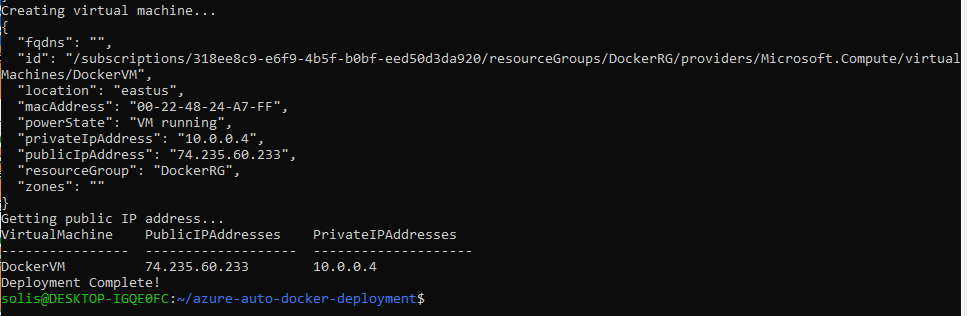 Creating virtual machine...
{
  "fqdns": "",
  "id": "/subscriptions/318ee8c9-e6f9-4b5f-b0bf-eed50d3da920/resourceGroups/DockerRG/providers/Microsoft.Compute/virtual
Machines/DockerVM",
  "location": "eastus",
  "macAddress": "00-22-48-24-A7-FF",
  "powerState": "VM running",
  "privateIpAddress": "10.0.0.4",
  "publicIpAddress": "74.235.60.233",
  "resourceGroup": "DockerRG",
  "zones": ""
}
Getting public IP address...
VirtualMachine    PublicIPAddresses    PrivateIPAddresses
----------------  -------------------  --------------------
DockerVM          74.235.60.233        10.0.0.4
Deployment Complete!
solis@DESKTOP-IGQE0FC:~/azure-auto-docker-deployment$